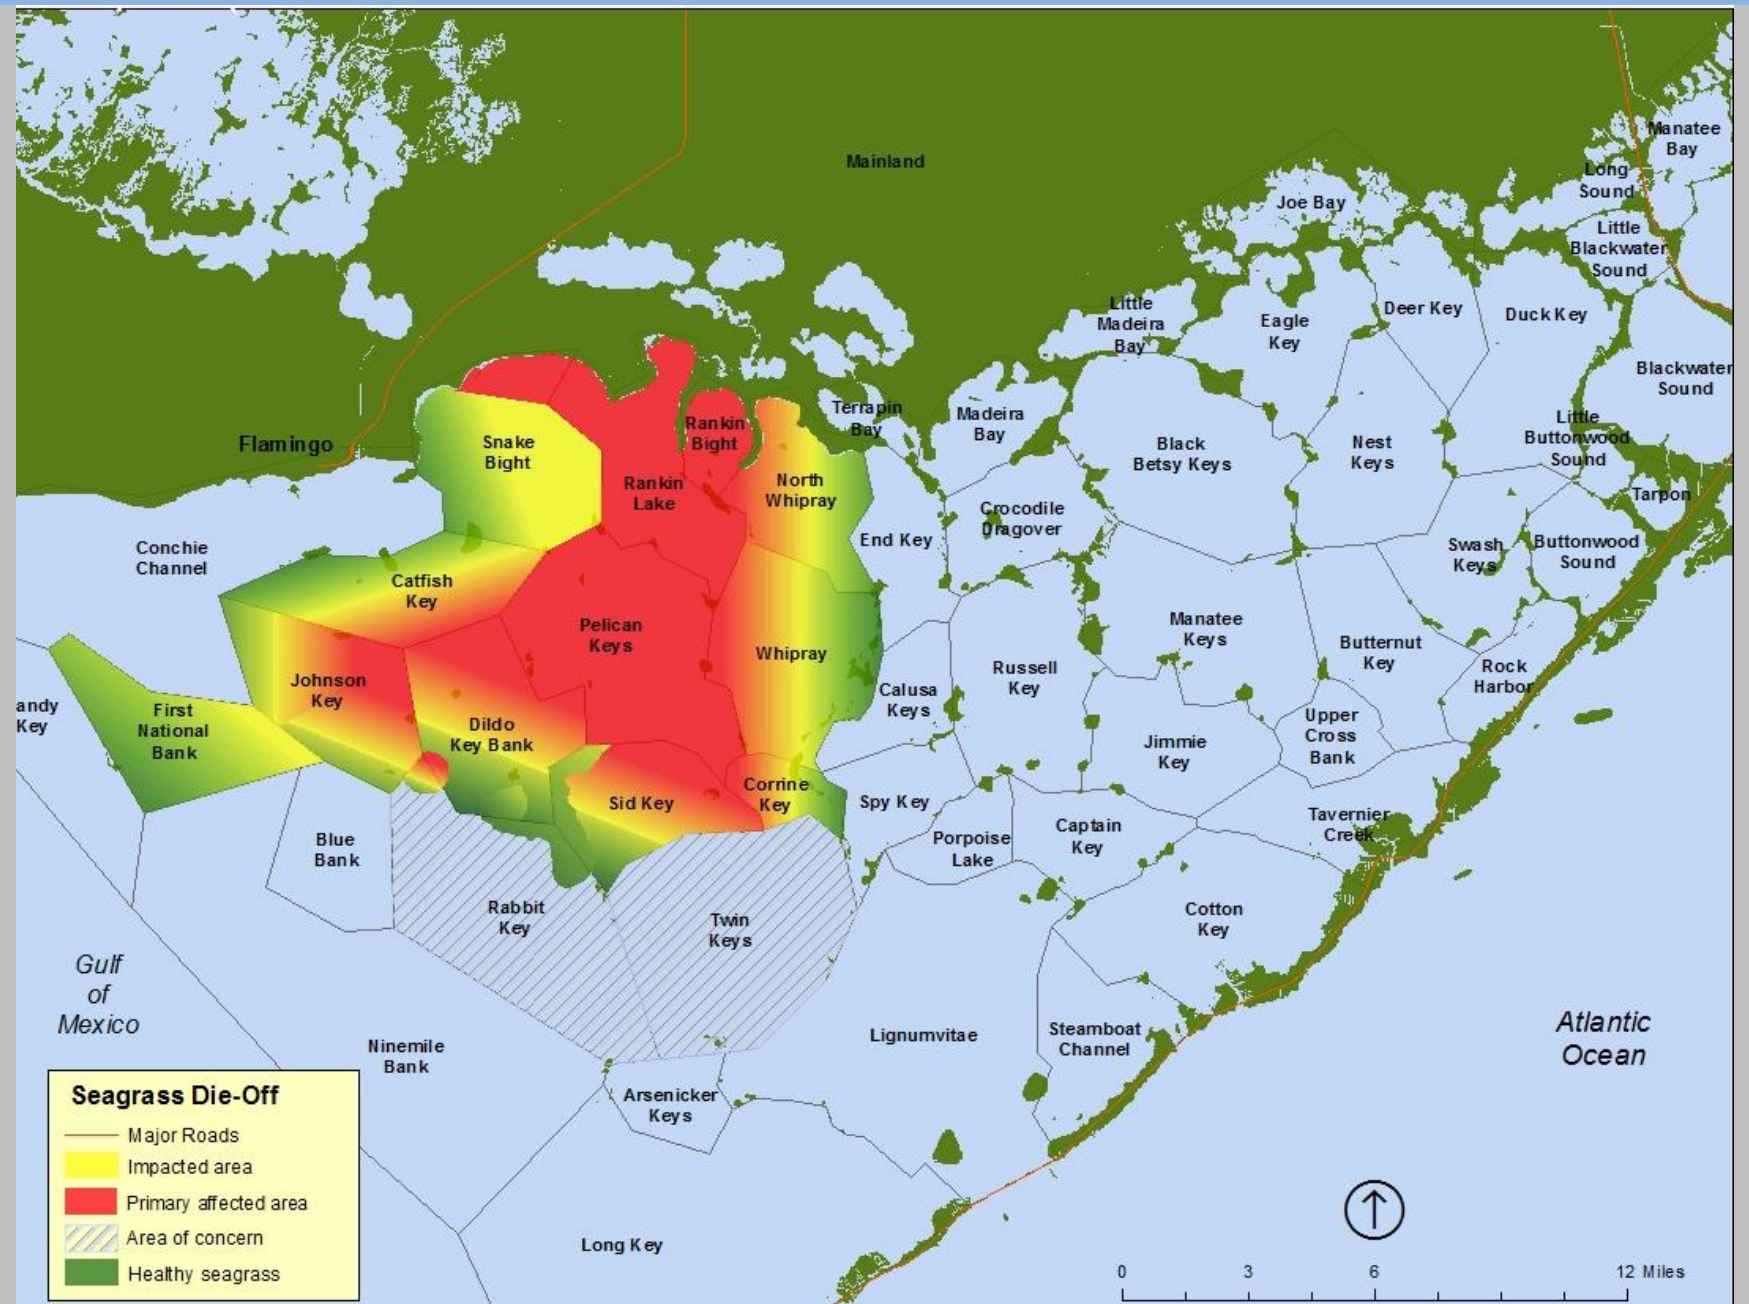 Mainland
Manatee
Bay
Long
Sound
Joe Bay
Little
Blackwater
Sound
Little
Madeira
Bay
Eagle
Key
Deer Key
Duck Key
Blackwater
Sound
Flamingo
Snake
Bight
Rankin
Bight
Terrapin
Bay
Madeira
Bay
Black
Betsy Keys
Nest
Keys
Little
Buttonwood
Sound
Tarpon
Rankin
Lake
North
Whipray
End Key
Crocodile
Dragover
Swash
Keys
Buttonwood
Sound
Conchie
Channel
Catfish
Key
Pelican
Keys
Whipray
Calusa
Keys
Russell
Key
Manatee
Keys
Butternut
Key
Rock
Harbor
Johnson
Key
andy
Key
First
National
Bank
Dildo
Key Bank
Upper
Cross
Bank
Jimmie
Key
Sid Key
Corrine
Key
Spy Key
Porpoise
Lake
Captain
Key
Tavernier
Creek
Blue
Bank
Rabbit
Key
Twin
Keys
Cotton
Key
Gulf
of
Mexico
Ninemile
Bank
Lignumvitae
Steamboat
Channel
Atlantic
Ocean
Arsenicker
Keys
Long Key
Seagrass Die-Off
Major Roads
Impacted area
Primary affected area
Area of concern
Healthy seagrass
0 3 6 12 Miles